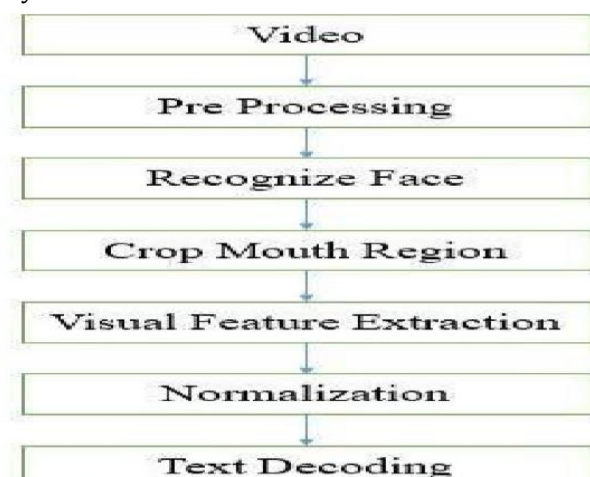 Video
Pre Processing
Recognize Face
Crop Mouth Region
Visual Feature Extraction
Normalization
Text Decoding